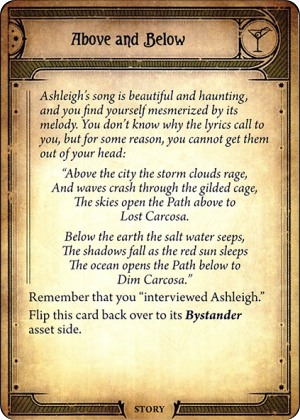 Above and Below
Ashleigh's song is beautiful and haunting,
and you find yourself mesmerized by its
melody. You don't know why the lyrics call to
you, but for some reason, you cannot get them
out of your head:
“Above the city the storm clouds rage,
And waves crash through the gilded cage,
The skies open the Path above to
Lost Carcosa.
Below the earth the salt water seeps,
The shadows fall as the red sun sleeps
The ocean opens the Path below to
Dim Carcosa.”
Remember that you “interviewed Ashleigh.”
Flip this card back over to its Bystander
asset side.
STORY